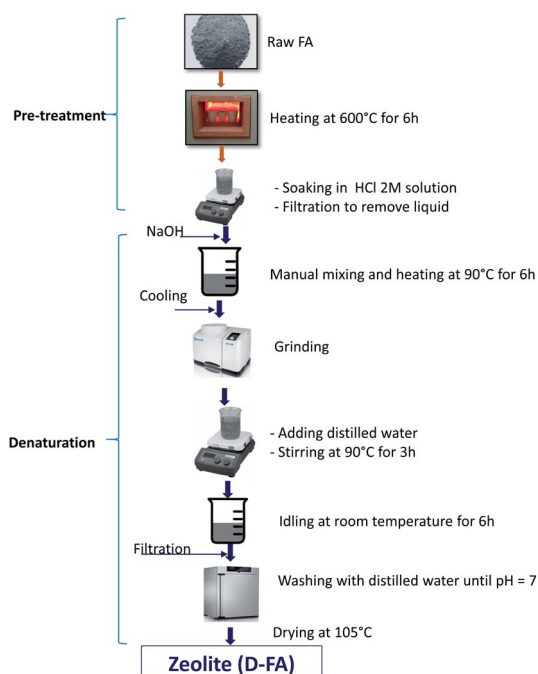 Raw FA
Pre-treatment
Heating at 600°C for 6h
- Soaking in HCl 2M solution
- Filtration to remove liquid
NaOH
Manual mixing and heating at 90°C for 6h
Cooling
Grinding
Denaturation
- Adding distilled water
- Stirring at 90°C for 3h
Idling at room temperature for 6h
Filtration
Washing with distilled water until pH = 7
Drying at 105°C
Zeolite (D-FA)